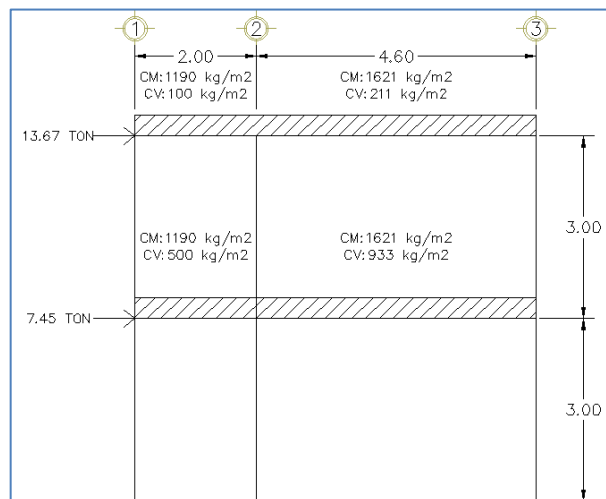 1 2 3
2.00 4.60
CM:1190 kg/m2 CM:1621 kg/m2
CV:100 kg/m2 CV:211 kg/m2
13.67 TON
CM:1190 kg/m2 CM:1621 kg/m2
CV:500 kg/m2 CV:933 kg/m2
3.00
7.45 TON
3.00